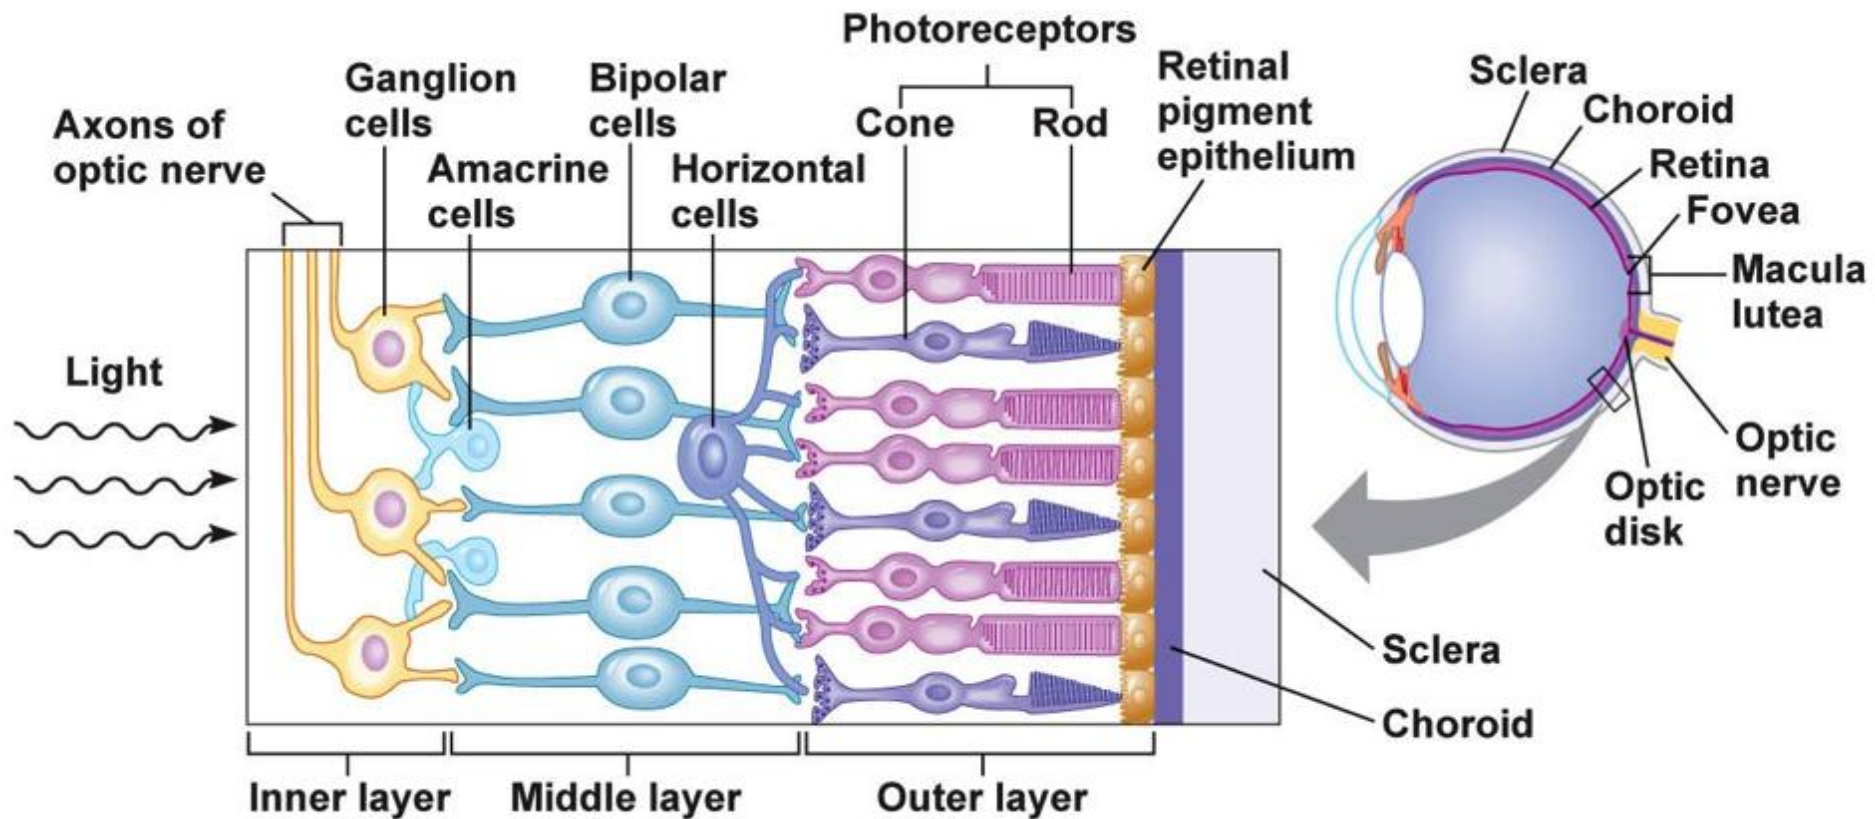 Photoreceptors
Ganglion
cells
Bipolar
cells
Cone
Rod
Retinal
pigment
epithelium
Axons of
optic nerve
Amacrine
cells
Horizontal
cells
Light
Inner layer
Middle layer
Outer layer
Sclera
Choroid
Retina
Fovea
Macula
lutea
Optic
nerve
Optic
disk
Sclera
Choroid